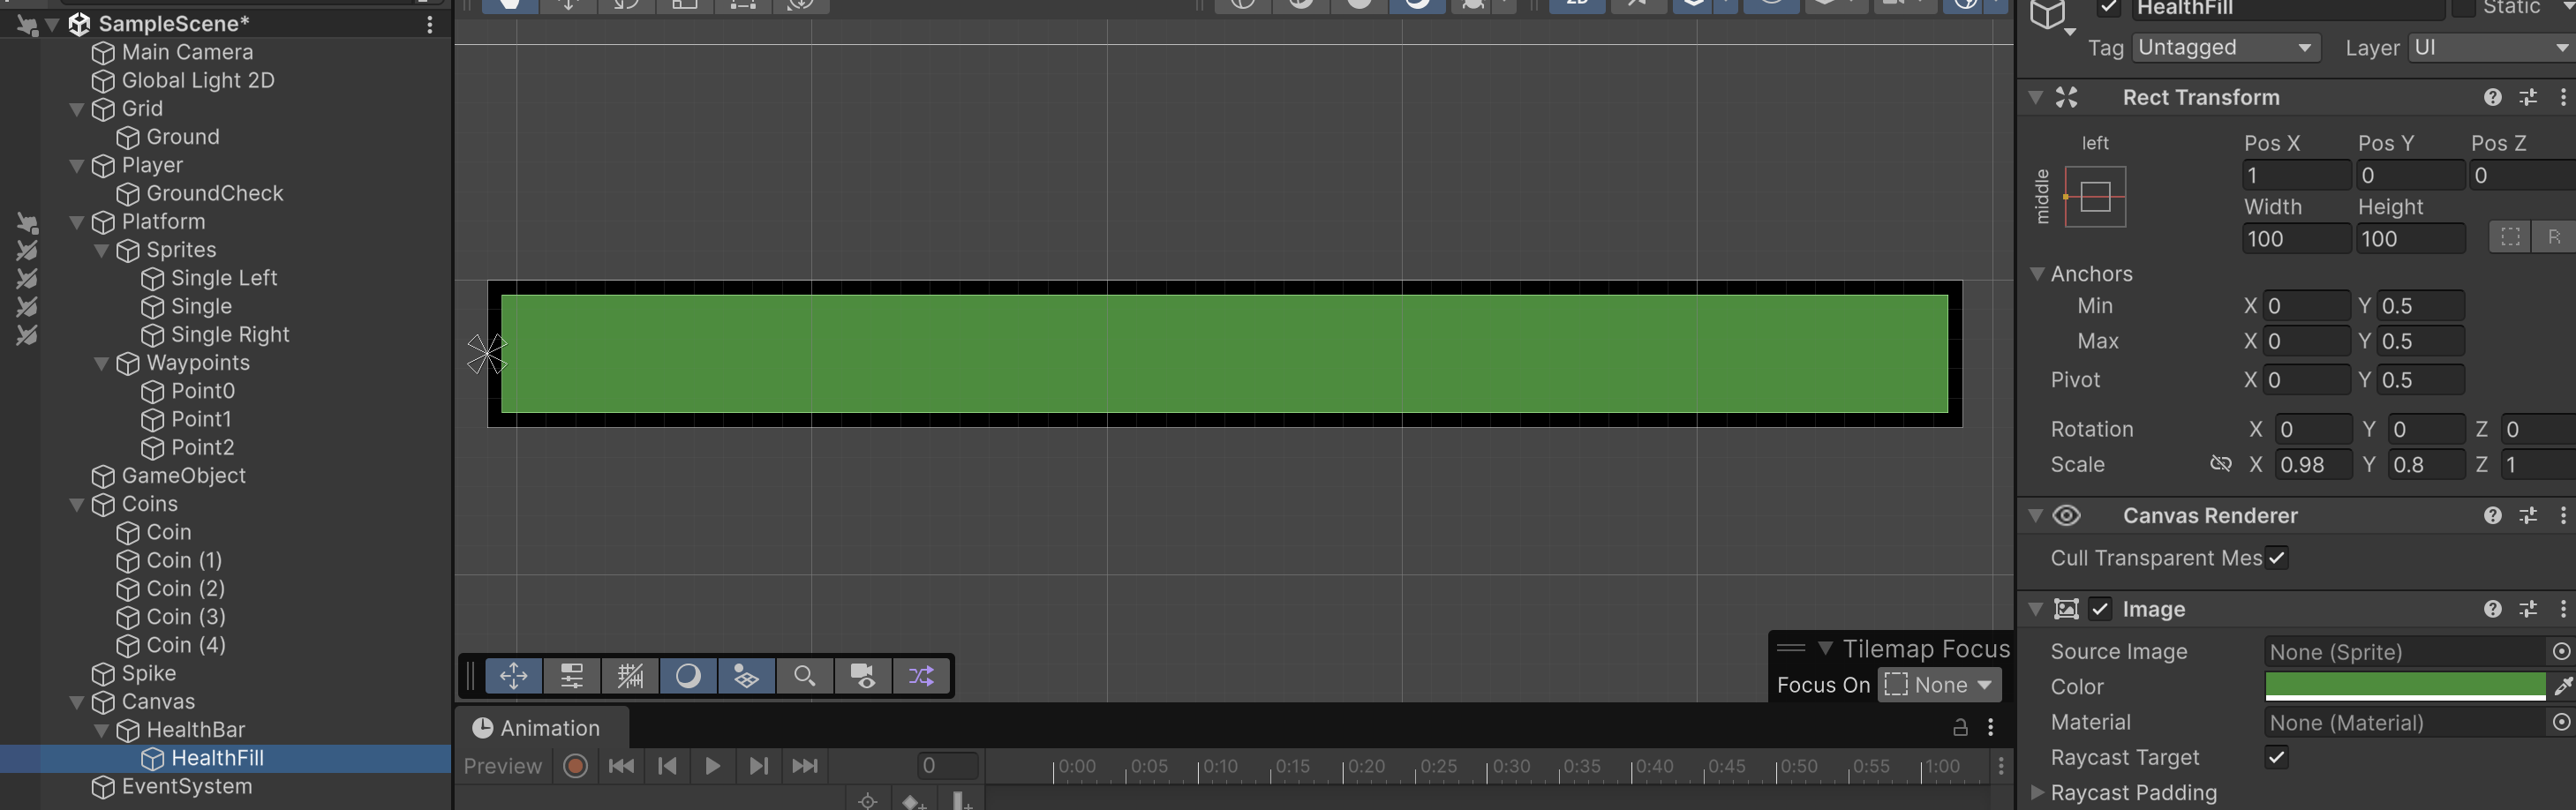 SampleScene*
Main Camera
Global Light 2D
Grid
Ground
Player
GroundCheck
Platform
Sprites
Single Left
Single
Single Right
Waypoints
Point0
Point1
Point2
GameObject
Coins
Coin
Coin (1)
Coin (2)
Coin (3)
Coin (4)
Spike
Canvas
HealthBar
HealthFill
EventSystem
2D
Tilemap Focus
Focus On None
Animation
Preview 0 0:00 0:05 0:10 0:15 0:20 0:25 0:30 0:35 0:40 0:45 0:50 0:55 1:00
HealthFill Static
Tag Untagged Layer UI
Rect Transform
left
middle
Pos X Pos Y Pos Z
1 0 0
Width Height
100 100 R
Anchors
Min X 0 Y 0.5
Max X 0 Y 0.5
Pivot X 0 Y 0.5
Rotation X 0 Y 0 Z 0
Scale X 0.98 Y 0.8 Z 1
Canvas Renderer
Cull Transparent Mes
Image
Source Image None (Sprite)
Color
Material None (Material)
Raycast Target
Raycast Padding